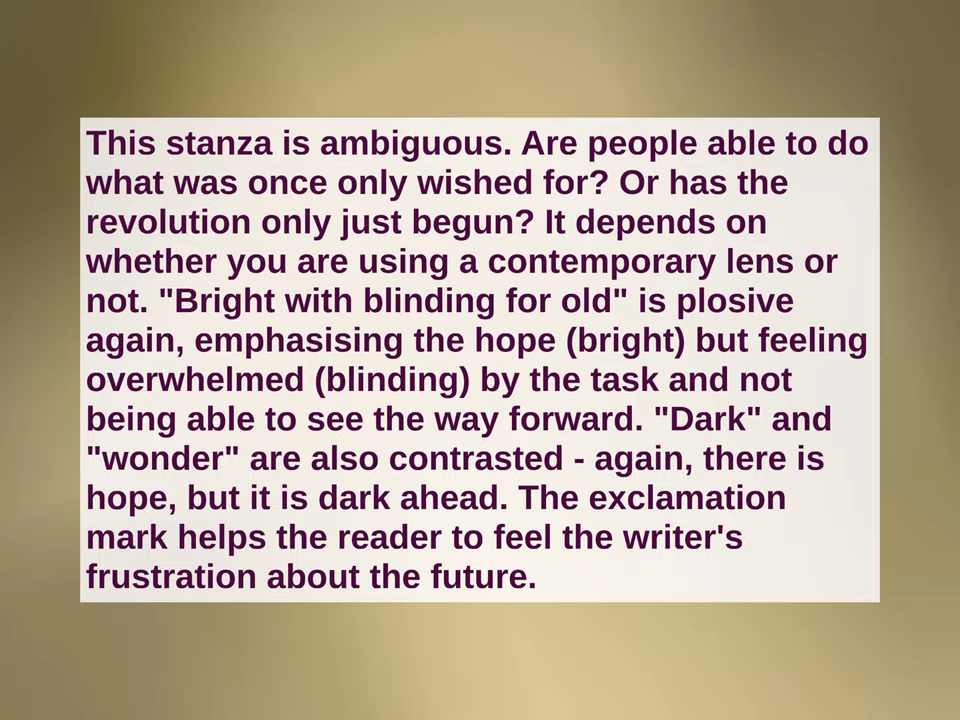 This stanza is ambiguous. Are people able to do
what was once only wished for? Or has the
revolution only just begun? It depends on
whether you are using a contemporary lens or
not. "Bright with blinding for old" is plosive
again, emphasising the hope (bright) but feeling
overwhelmed (blinding) by the task and not
being able to see the way forward. "Dark" and
"wonder" are also contrasted - again, there is
hope, but it is dark ahead. The exclamation
mark helps the reader to feel the writer's
frustration about the future.